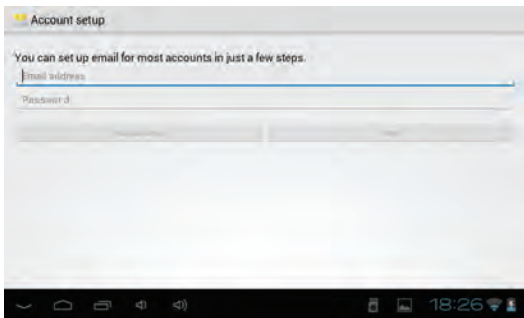 Account setup
You can set up email for most accounts in just a few steps.
Email address
Password
18:26